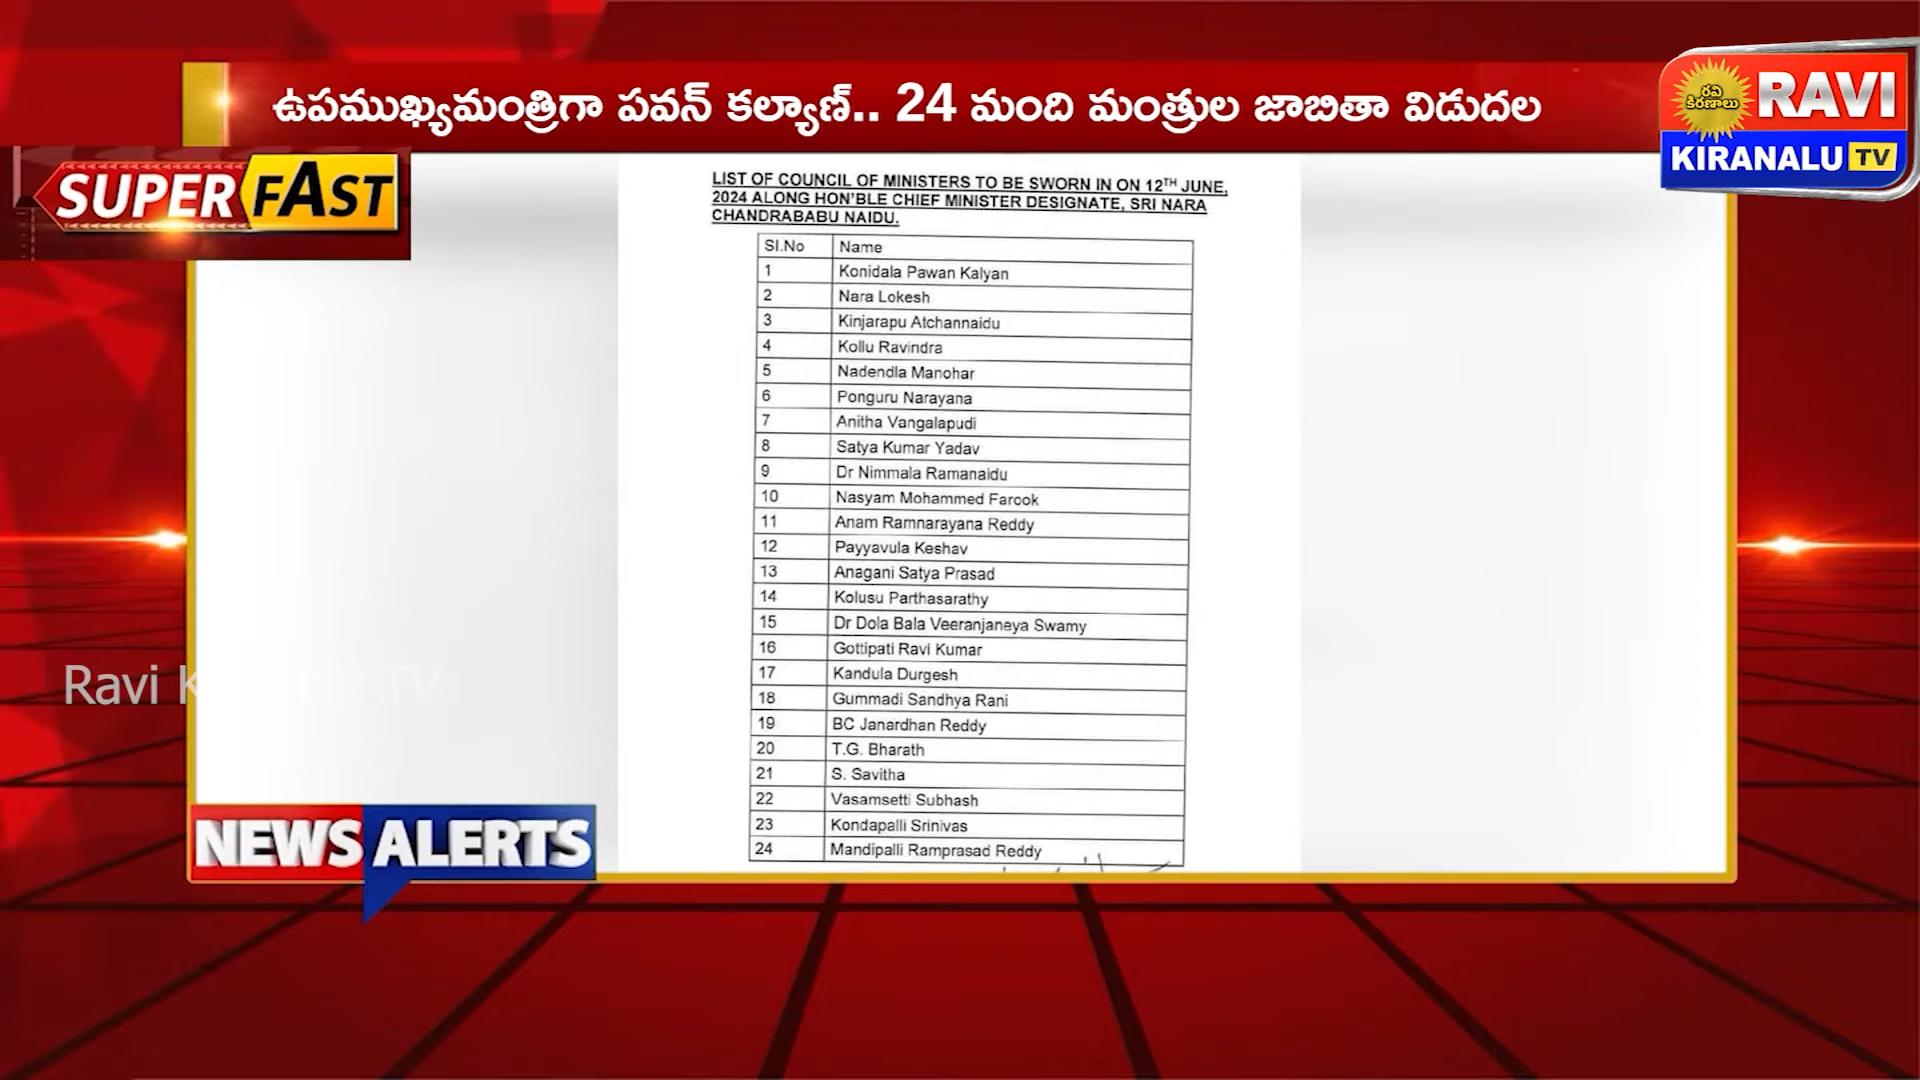 ఉపముఖ్యమంత్రిగా పవన్ కల్యాణ్.. 24 మంది మంత్రుల జాబితా విడుదల
రవి
కిరణాలు
RAVI
KIRANALU TV
SUPER FAST
LIST OF COUNCIL OF MINISTERS TO BE SWORN IN ON 12TH JUNE,
2024 ALONG HON'BLE CHIEF MINISTER DESIGNATE, SRI NARA
CHANDRABABU NAIDU.
Sl.No Name
1 Konidala Pawan Kalyan
2 Nara Lokesh
3 Kinjarapu Atchannaidu
4 Kollu Ravindra
5 Nadendla Manohar
6 Ponguru Narayana
7 Anitha Vangalapudi
8 Satya Kumar Yadav
9 Dr Nimmala Ramanaidu
10 Nasyam Mohammed Farook
11 Anam Ramnarayana Reddy
12 Payyavula Keshav
13 Anagani Satya Prasad
14 Kolusu Parthasarathy
15 Dr Dola Bala Veeranjaneya Swamy
16 Gottipati Ravi Kumar
17 Kandula Durgesh
18 Gummadi Sandhya Rani
19 BC Janardhan Reddy
20 T.G. Bharath
21 S. Savitha
22 Vasamsetti Subhash
23 Kondapalli Srinivas
24 Mandipalli Ramprasad Reddy
Ravi TV
NEWS ALERTS